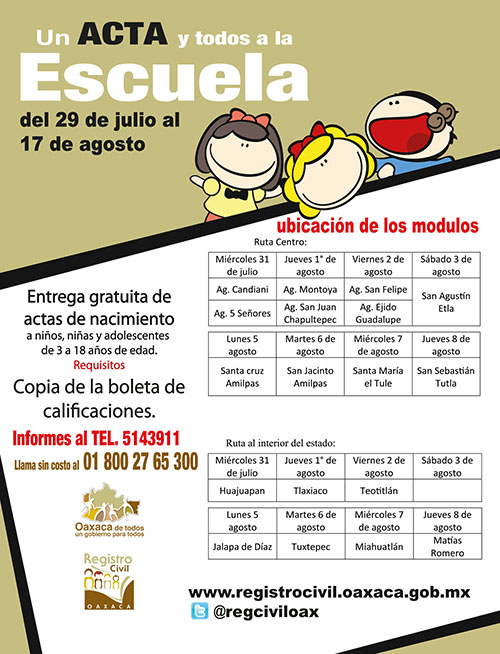 Un ACTA y todos a la
Escuela
del 29 de julio al
17 de agosto
ubicación de los modulos
Ruta Centro:
Miércoles 31 de julio | Jueves 1° de agosto | Viernes 2 de agosto | Sábado 3 de agosto
Ag. Candiani | Ag. Montoya | Ag. San Felipe | San Agustín Etla
Ag. 5 Señores | Ag. San Juan Chapultepec | Ag. Ejido Guadalupe
Lunes 5 agosto | Martes 6 de agosto | Miércoles 7 de agosto | Jueves 8 de agosto
Santa cruz Amilpas | San Jacinto Amilpas | Santa María el Tule | San Sebastián Tutla
Entrega gratuita de
actas de nacimiento
a niños, niñas y adolescentes
de 3 a 18 años de edad.
Requisitos
Copia de la boleta de
calificaciones.
Informes al TEL. 5143911
Llama sin costo al 01 800 27 65 300
Ruta al interior del estado:
Miércoles 31 de julio | Jueves 1° de agosto | Viernes 2 de agosto | Sábado 3 de agosto
Huajuapan | Tlaxiaco | Teotitlán
Lunes 5 agosto | Martes 6 de agosto | Miércoles 7 de agosto | Jueves 8 de agosto
Jalapa de Díaz | Tuxtepec | Miahuatlán | Matías Romero
Oaxaca de todos
un gobierno para todos
Registro
Civil
OAXACA
www.registrocivil.oaxaca.gob.mx
@regciviloax